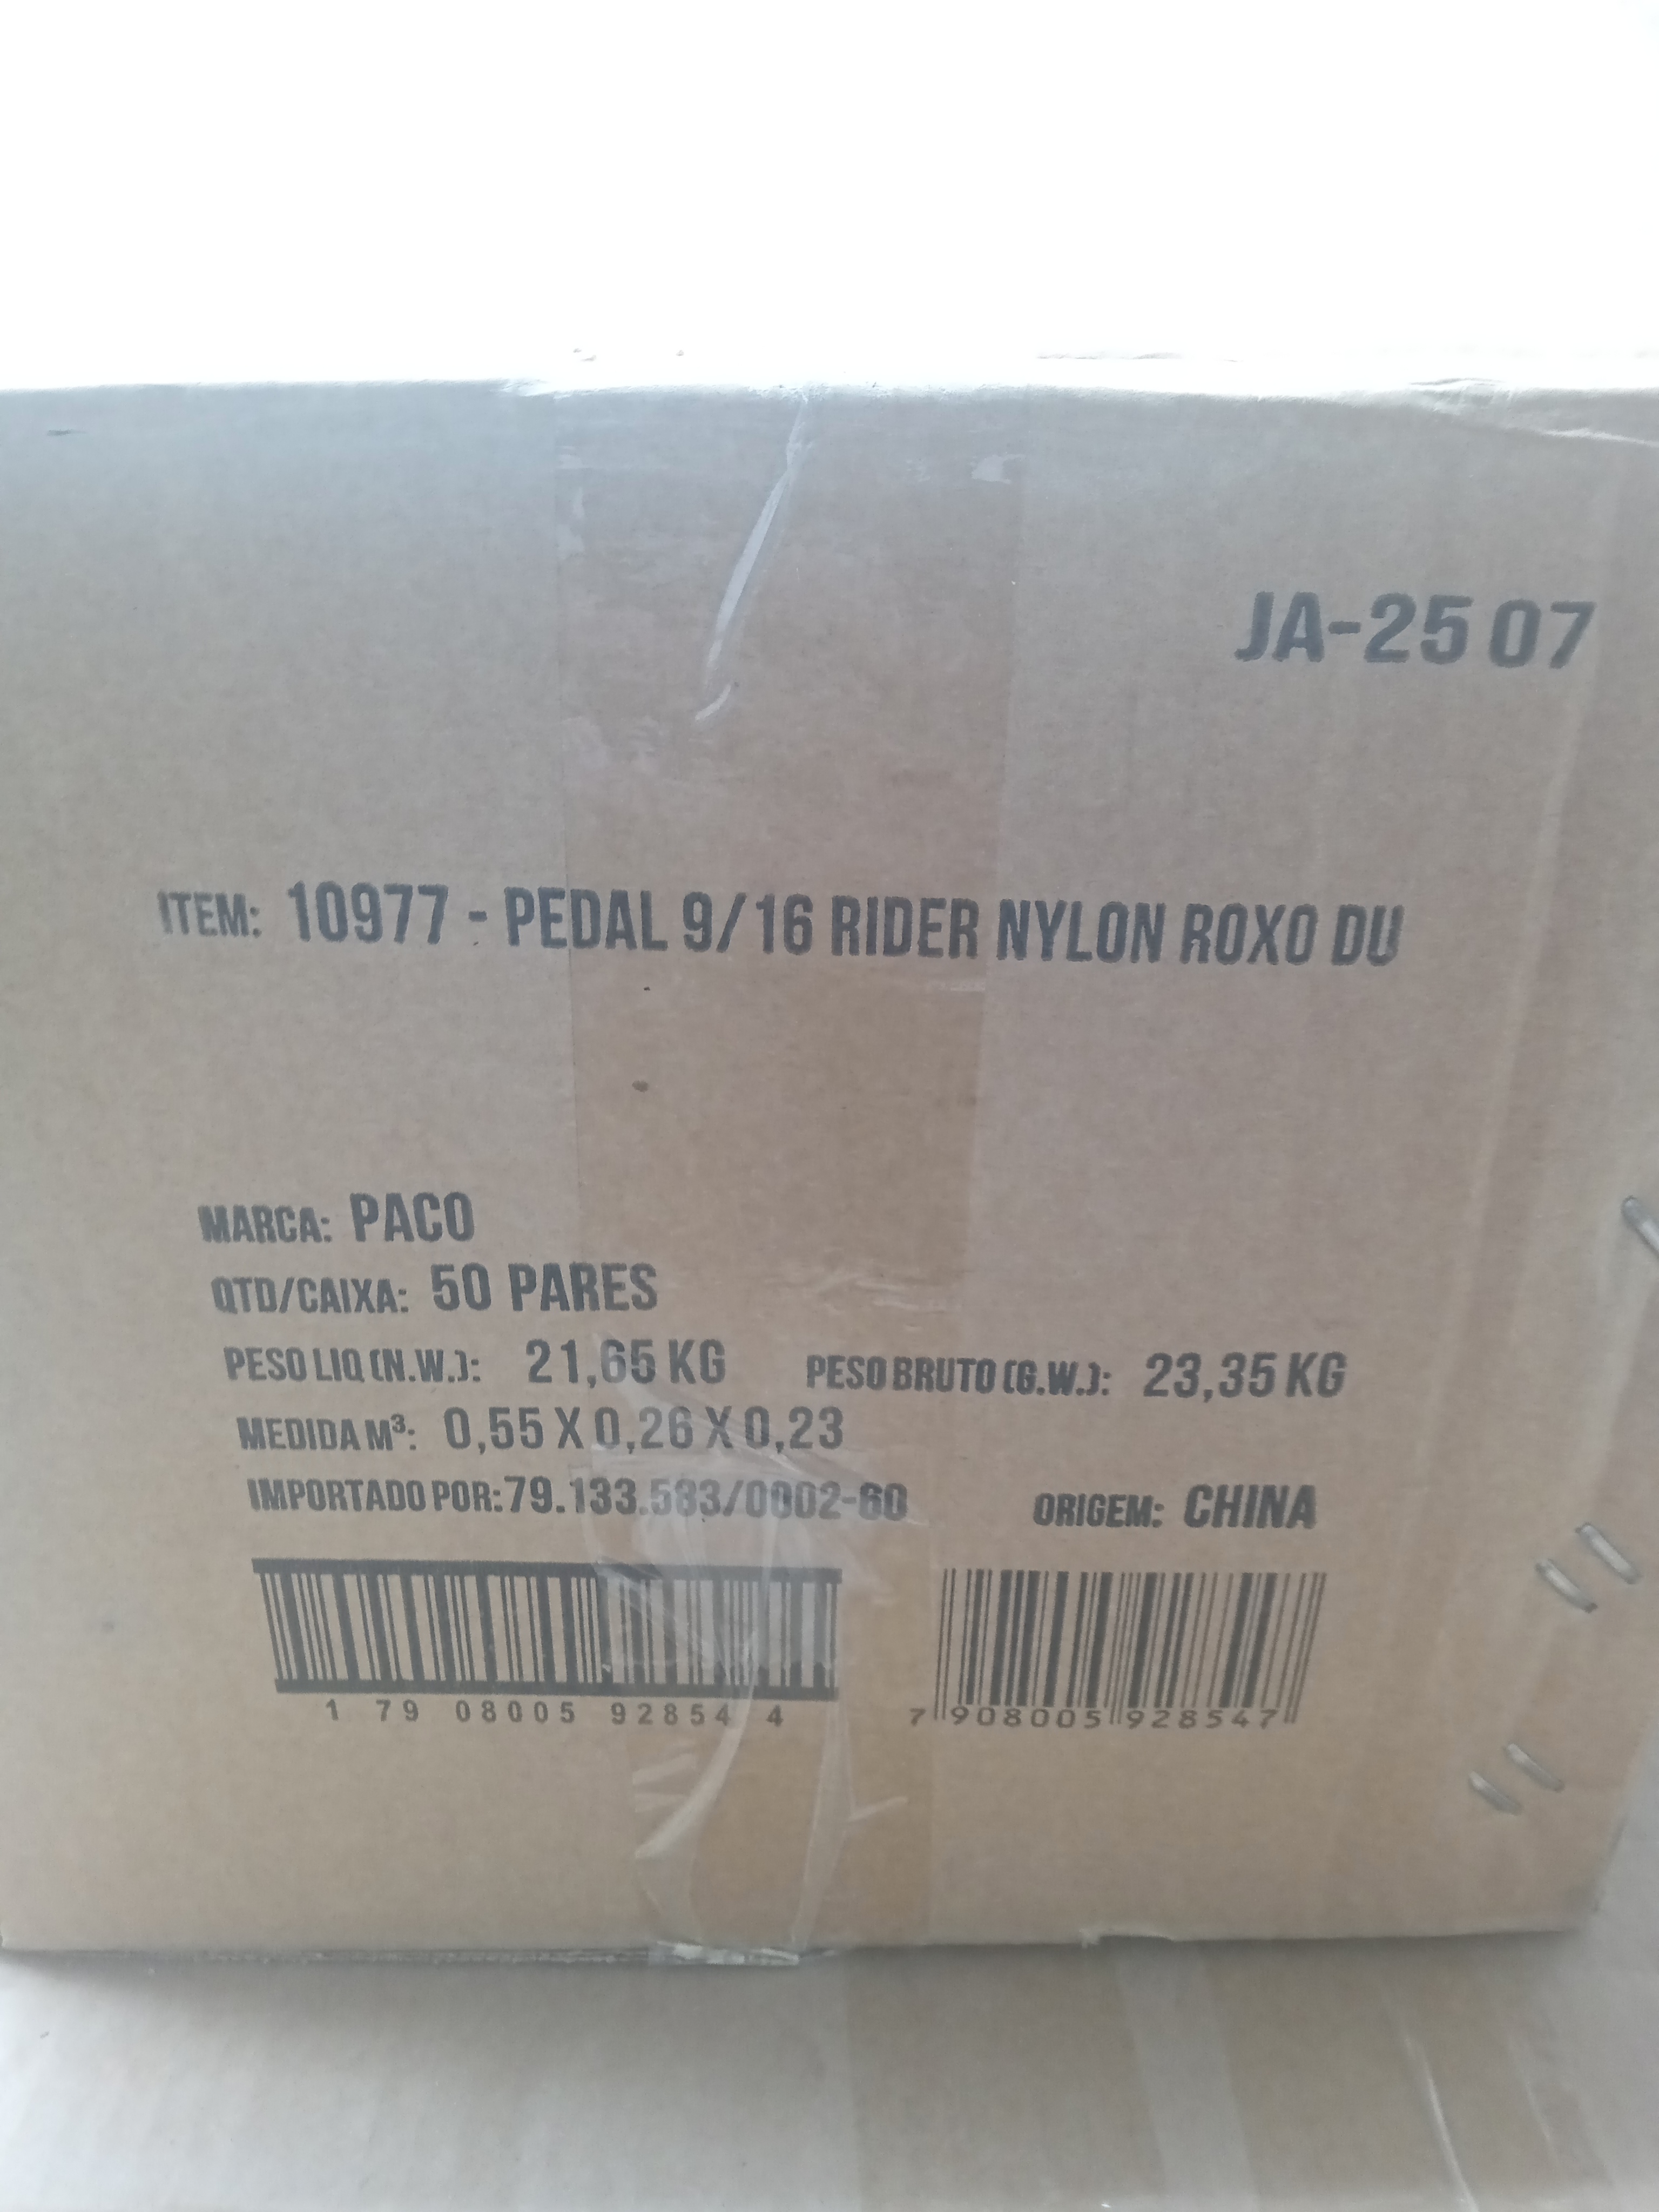 JA-25 07
ITEM: 10977 - PEDAL 9/16 RIDER NYLON ROXO DU
MARCA: PACO
QTD/CAIXA: 50 PARES
PESO LIQ (N.W.): 21,65 KG PESO BRUTO (G.W.): 23,35 KG
MEDIDA M³: 0,55 X 0,26 X 0,23
IMPORTADO POR: 79.133.583/0002-60 ORIGEM: CHINA
1 79 08005 92854 4 7 908005 928547